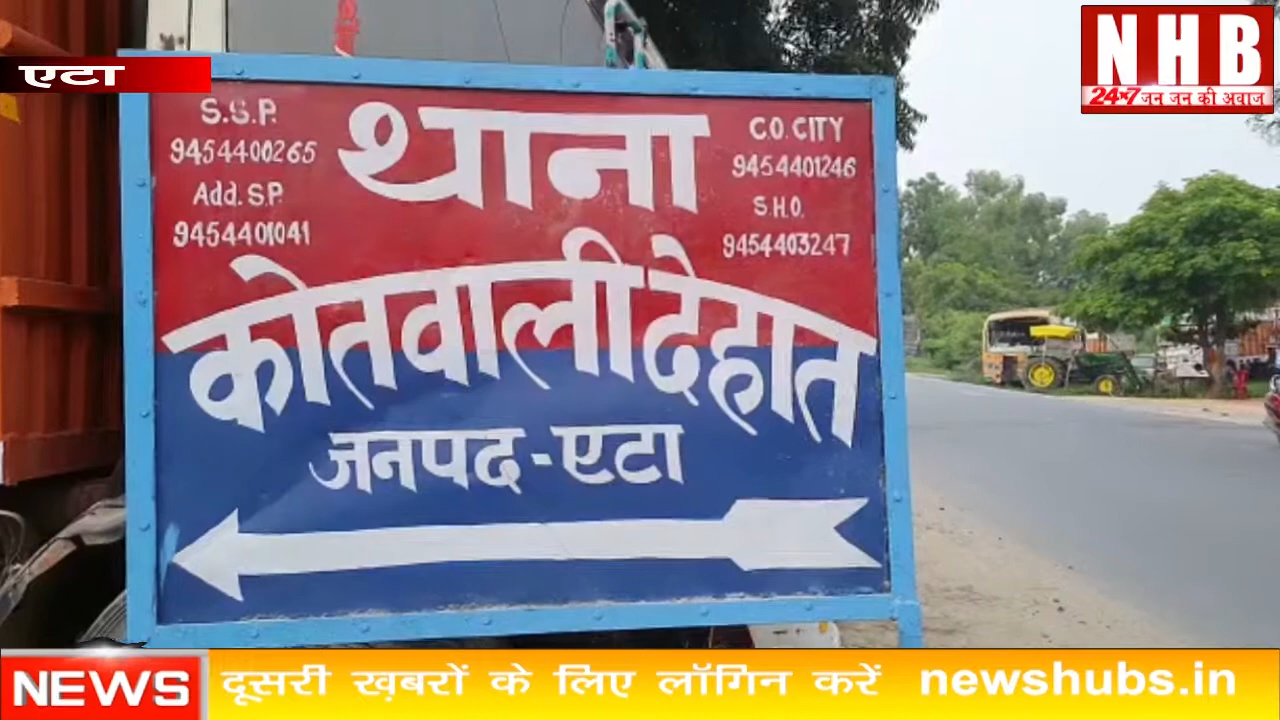 एटा
NHB
24×7 जन जन की अवाज
S.S.P.
9454400265
Add. S.P.
9454401041
थाना
C.O. CITY
9454401246
S.H.O.
9454403247
कोतवाली देहात
जनपद-एटा
NEWS
दूसरी ख़बरों के लिए लॉगिन करें newshubs.in